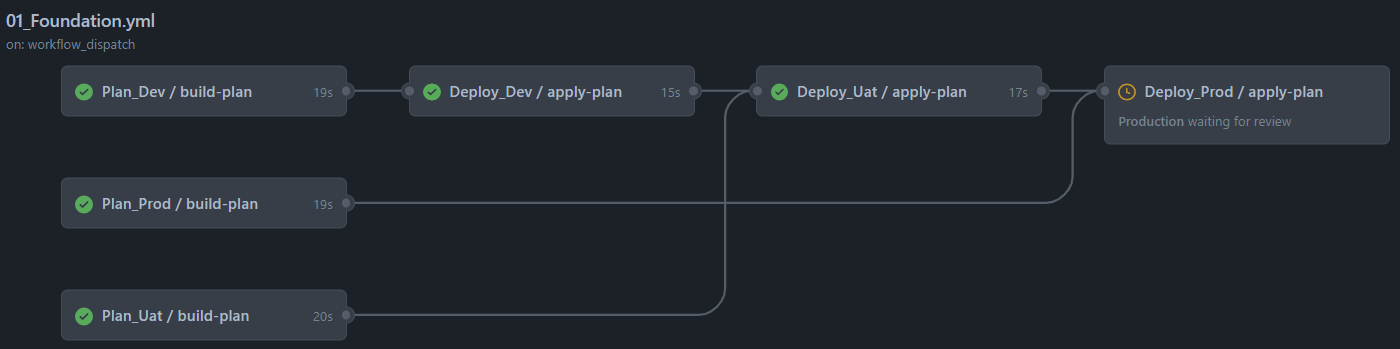 01_Foundation.yml
on: workflow_dispatch
Plan_Dev / build-plan 19s
Deploy_Dev / apply-plan 15s
Deploy_Uat / apply-plan 17s
Deploy_Prod / apply-plan
Production waiting for review
Plan_Prod / build-plan 19s
Plan_Uat / build-plan 20s